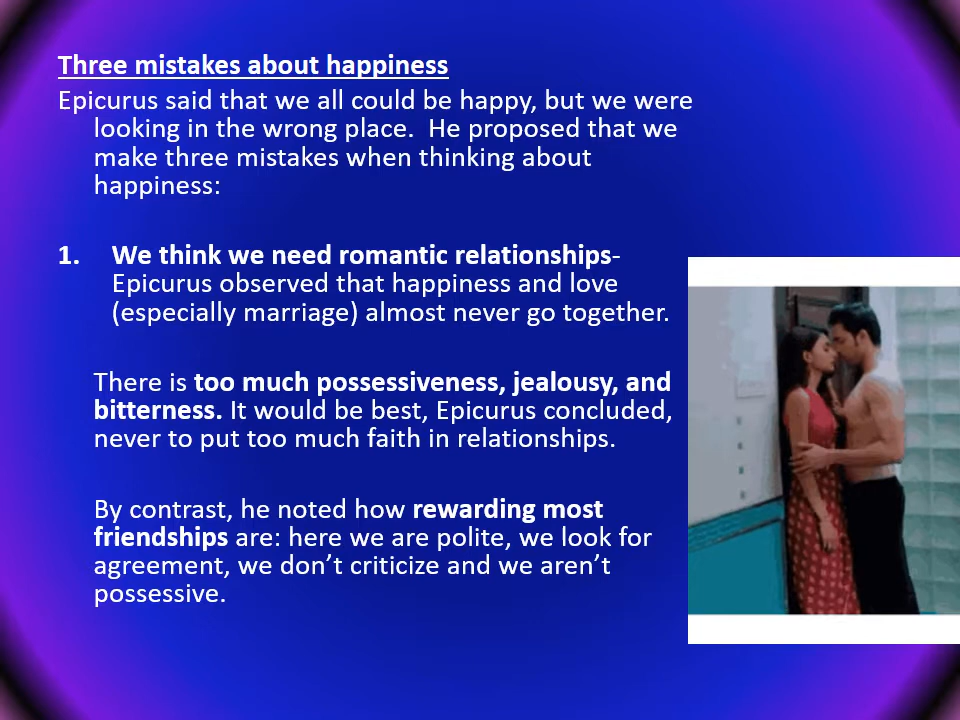 Three mistakes about happiness
Epicurus said that we all could be happy, but we were
looking in the wrong place.  He proposed that we
make three mistakes when thinking about
happiness:
1. We think we need romantic relationships-
Epicurus observed that happiness and love
(especially marriage) almost never go together.
There is too much possessiveness, jealousy, and
bitterness. It would be best, Epicurus concluded,
never to put too much faith in relationships.
By contrast, he noted how rewarding most
friendships are: here we are polite, we look for
agreement, we don’t criticize and we aren’t
possessive.